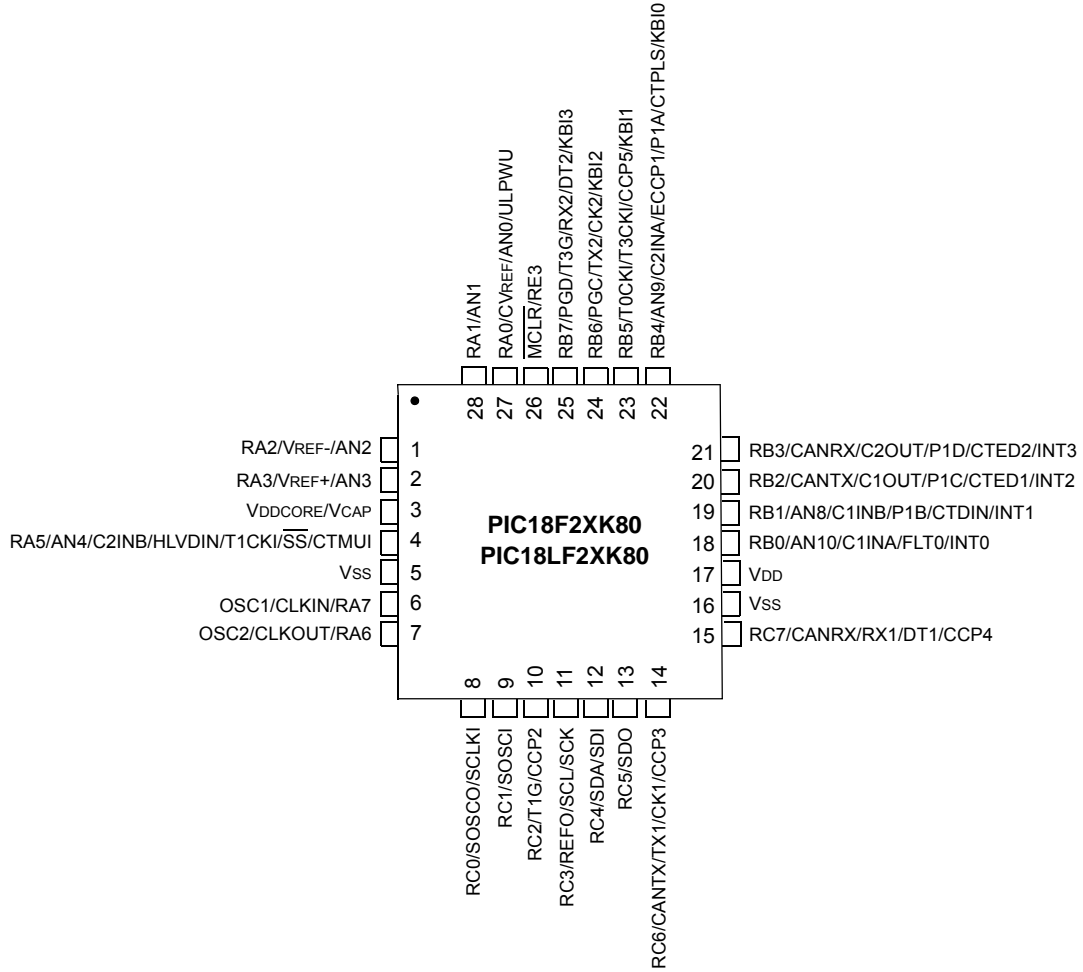 RA1/AN1
RA0/CVREF/AN0/ULPWU
MCLR/RE3
RB7/PGD/T3G/RX2/DT2/KBI3
RB6/PGC/TX2/CK2/KBI2
RB5/T0CKI/T3CKI/CCP5/KBI1
RB4/AN9/C2INA/ECCP1/P1A/CTPLS/KBI0
28
27
26
25
24
23
22
RA2/VREF-/AN2
1
RA3/VREF+/AN3
2
VDDCORE/VCAP
3
RA5/AN4/C2INB/HLVDIN/T1CKI/SS/CTMUI
4
VSS
5
OSC1/CLKIN/RA7
6
OSC2/CLKOUT/RA6
7
PIC18F2XK80
PIC18LF2XK80
21
RB3/CANRX/C2OUT/P1D/CTED2/INT3
20
RB2/CANTX/C1OUT/P1C/CTED1/INT2
19
RB1/AN8/C1INB/P1B/CTDIN/INT1
18
RB0/AN10/C1INA/FLT0/INT0
17
VDD
16
VSS
15
RC7/CANRX/RX1/DT1/CCP4
8
9
10
11
12
13
14
RC0/SOSCO/SCLKI
RC1/SOSCI
RC2/T1G/CCP2
RC3/REFO/SCL/SCK
RC4/SDA/SDI
RC5/SDO
RC6/CANTX/TX1/CK1/CCP3